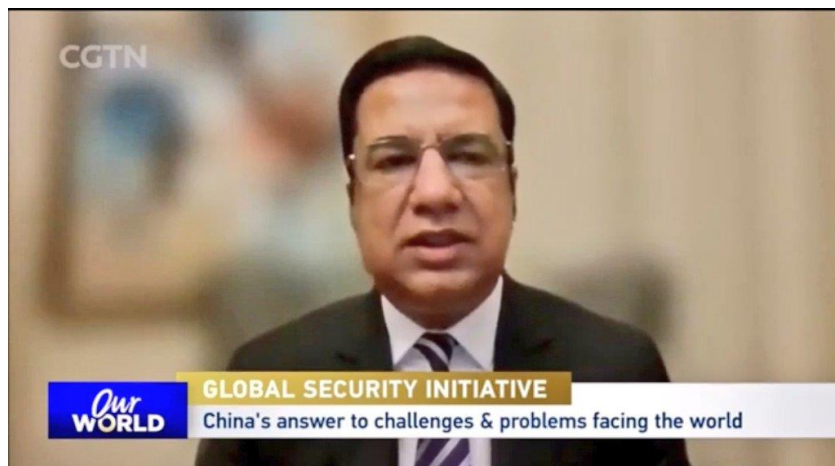 CGTN
GLOBAL SECURITY INITIATIVE
Our
WORLD
China's answer to challenges & problems facing the world